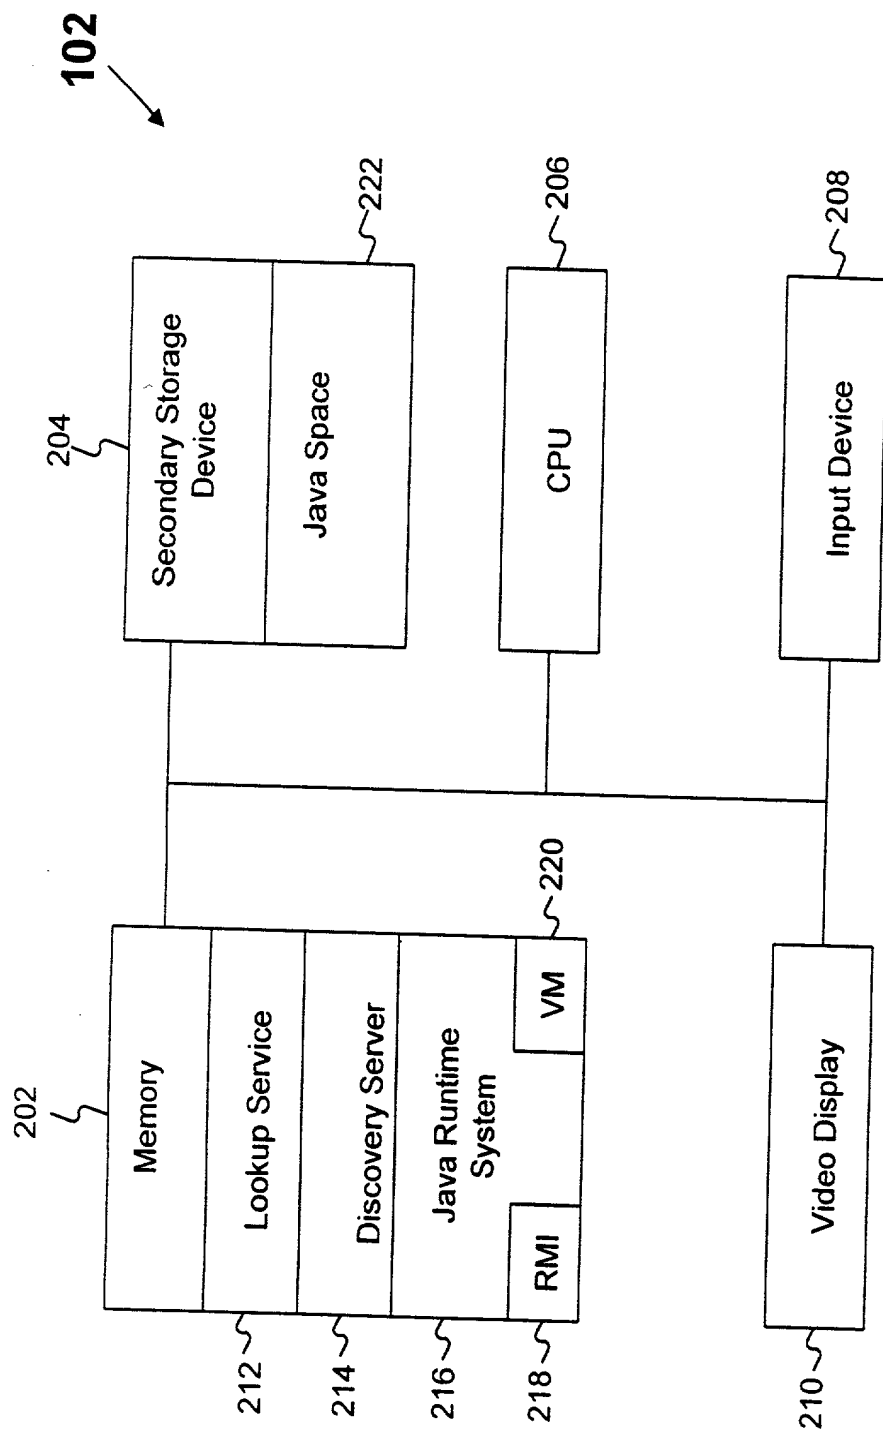 102
202
Memory
Lookup Service
Discovery Server
Java Runtime
System
RMI
VM
212
214
216
218
220
204
Secondary Storage
Device
Java Space
222
CPU
206
Video Display
210
Input Device
208